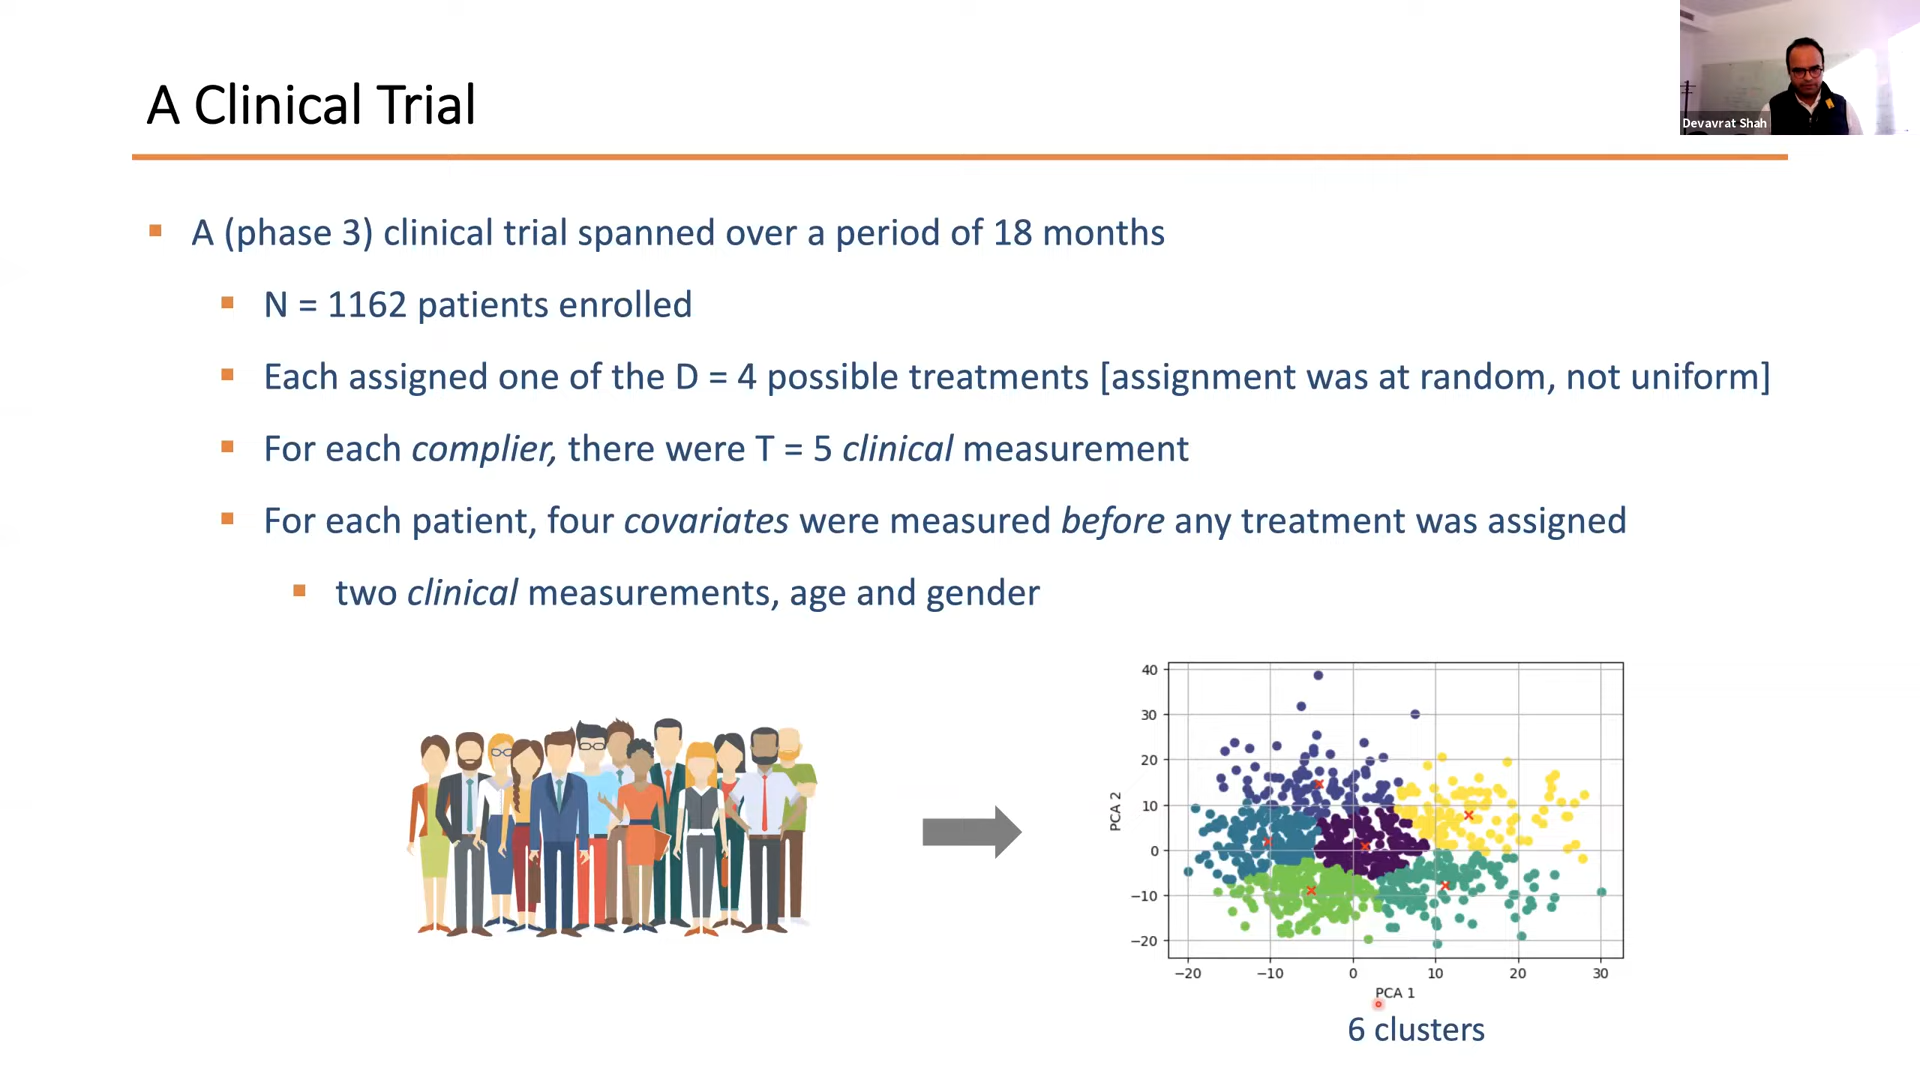 A Clinical Trial
Devavrat Shah
A (phase 3) clinical trial spanned over a period of 18 months
N = 1162 patients enrolled
Each assigned one of the D = 4 possible treatments [assignment was at random, not uniform]
For each complier, there were T = 5 clinical measurement
For each patient, four covariates were measured before any treatment was assigned
two clinical measurements, age and gender
40
30
20
10
0
−10
−20
PCA 2
−20 −10 0 10 20 30
PCA 1
6 clusters